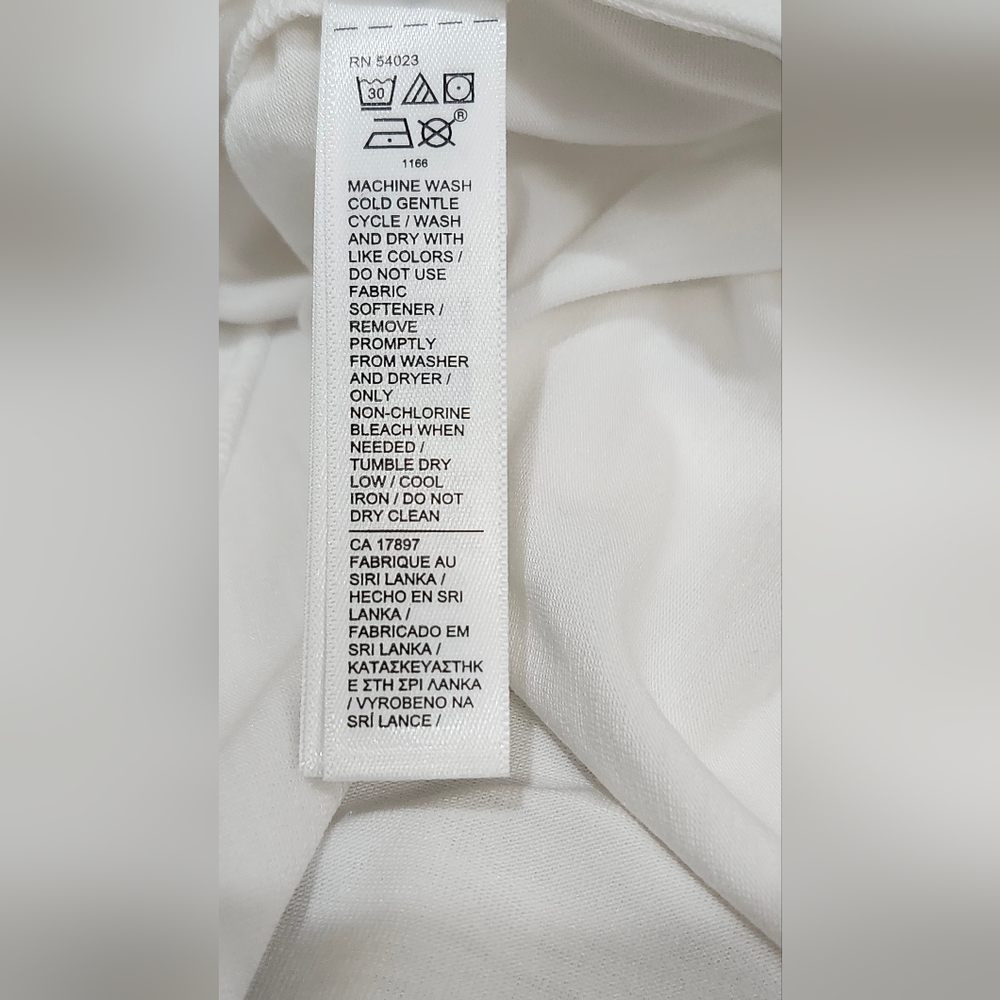 RN 54023
30
R
1166
MACHINE WASH
COLD GENTLE
CYCLE / WASH
AND DRY WITH
LIKE COLORS /
DO NOT USE
FABRIC
SOFTENER /
REMOVE
PROMPTLY
FROM WASHER
AND DRYER /
ONLY
NON-CHLORINE
BLEACH WHEN
NEEDED /
TUMBLE DRY
LOW / COOL
IRON / DO NOT
DRY CLEAN
CA 17897
FABRIQUE AU
SIRI LANKA /
HECHO EN SRI
LANKA /
FABRICADO EM
SRI LANKA /
ΚΑΤΑΣΚΕΥΑΣΤΗΚ
Ε ΣΤΗ ΣΡΙ ΛΑΝΚΑ
/ VYROBENO NA
SRÍ LANCE /